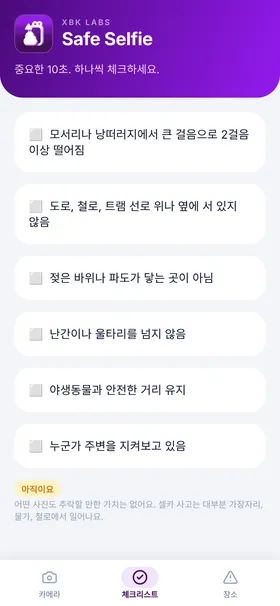 XBK LABS
Safe Selfie
중요한 10초. 하나씩 체크하세요.
모서리나 낭떠러지에서 큰 걸음으로 2걸음
이상 떨어짐
도로, 철로, 트램 선로 위나 옆에 서 있지
않음
젖은 바위나 파도가 닿는 곳이 아님
난간이나 울타리를 넘지 않음
야생동물과 안전한 거리 유지
누군가 주변을 지켜보고 있음
아직이요
어떤 사진도 추락할 만한 가치는 없어요. 셀카 사고는 대부분 가장자리,
물가, 철로에서 일어나요.
카메라
체크리스트
장소